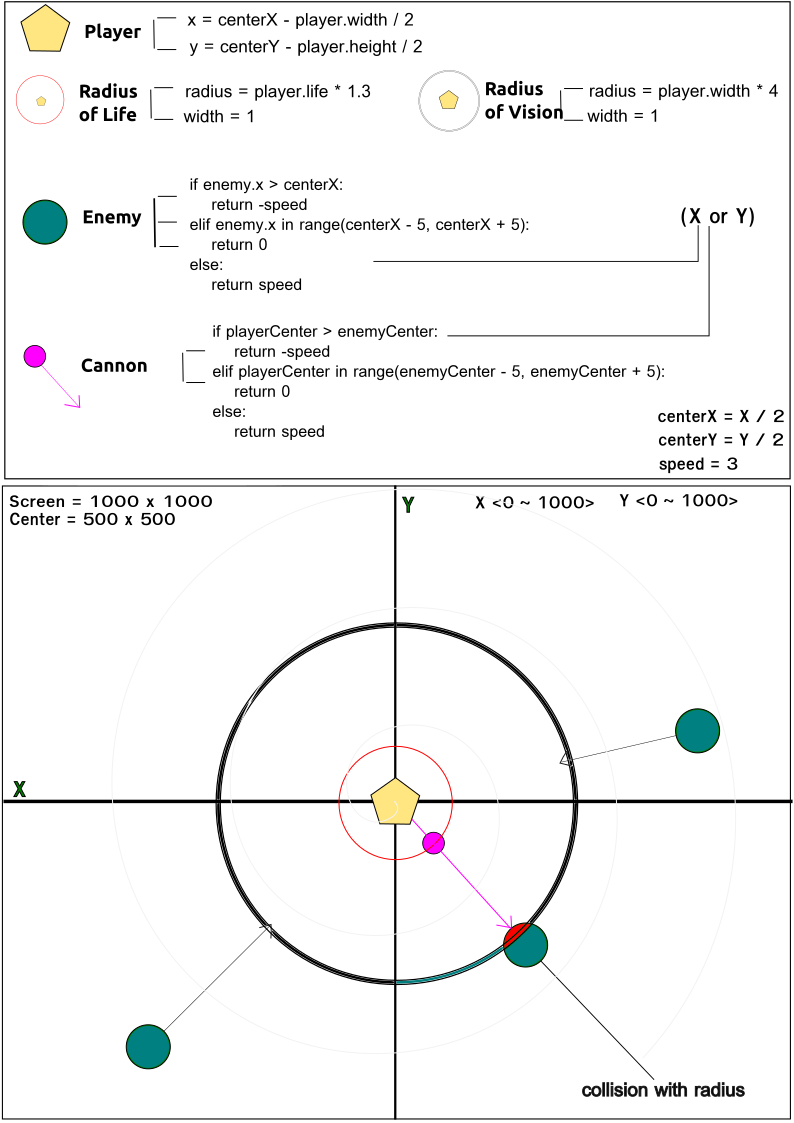 Player
x = centerX - player.width / 2
y = centerY - player.height / 2
Radius
of Life
radius = player.life * 1.3
width = 1
Radius
of Vision
radius = player.width * 4
width = 1
Enemy
if enemy.x > centerX:
return -speed
elif enemy.x in range(centerX - 5, centerX + 5):
return 0
else:
return speed
(X or Y)
Cannon
if playerCenter > enemyCenter:
return -speed
elif playerCenter in range(enemyCenter - 5, enemyCenter + 5):
return 0
else:
return speed
centerX = X / 2
centerY = Y / 2
speed = 3
Screen = 1000 x 1000
Center = 500 x 500
Y
X <0 ~ 1000>
Y <0 ~ 1000>
X
collision with radius